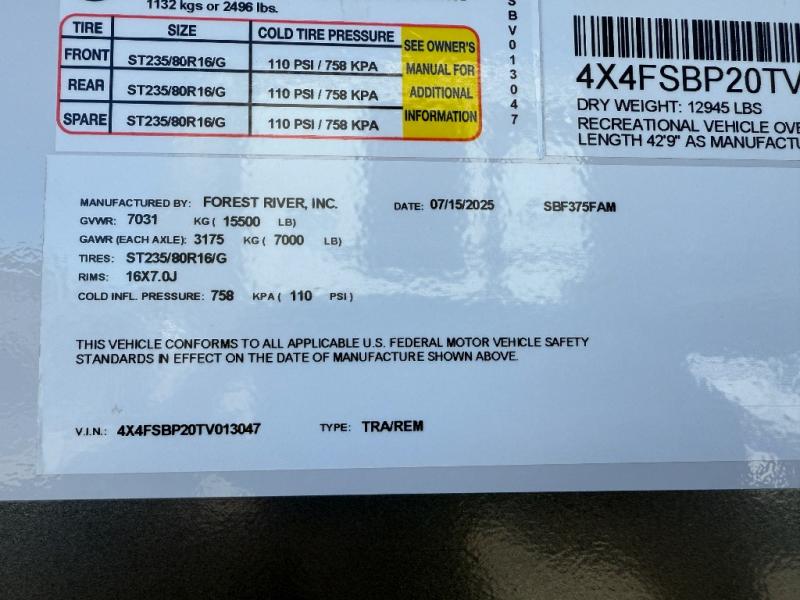 1132 kgs or 2496 lbs.
TIRE SIZE COLD TIRE PRESSURE SEE OWNER'S MANUAL FOR ADDITIONAL INFORMATION
FRONT ST235/80R16/G 110 PSI / 758 KPA
REAR ST235/80R16/G 110 PSI / 758 KPA
SPARE ST235/80R16/G 110 PSI / 758 KPA
SBV013047
4X4FSBP20TV
DRY WEIGHT: 12945 LBS
RECREATIONAL VEHICLE OVE
LENGTH 42'9" AS MANUFACTU
MANUFACTURED BY: FOREST RIVER, INC. DATE: 07/15/2025 SBF375FAM
GVWR: 7031 KG ( 15500 LB)
GAWR (EACH AXLE): 3175 KG ( 7000 LB)
TIRES: ST235/80R16/G
RIMS: 16X7.0J
COLD INFL. PRESSURE: 758 KPA ( 110 PSI )
THIS VEHICLE CONFORMS TO ALL APPLICABLE U.S. FEDERAL MOTOR VEHICLE SAFETY
STANDARDS IN EFFECT ON THE DATE OF MANUFACTURE SHOWN ABOVE.
V.I.N.: 4X4FSBP20TV013047 TYPE: TRA/REM